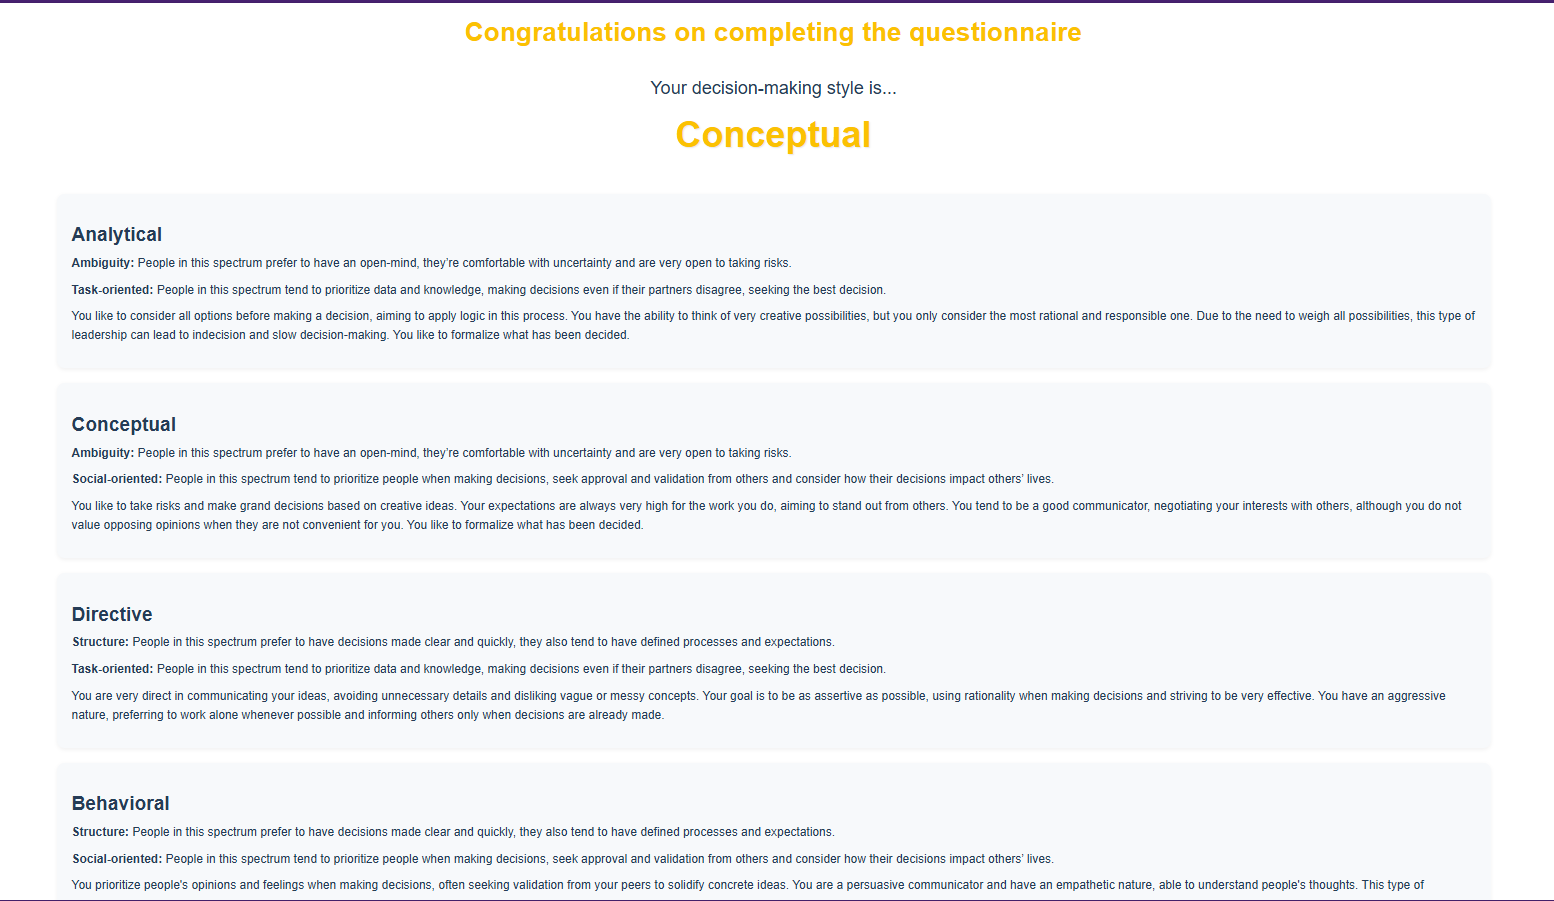 Congratulations on completing the questionnaire
Your decision-making style is...
Conceptual
Analytical
Ambiguity: People in this spectrum prefer to have an open-mind, they're comfortable with uncertainty and are very open to taking risks.
Task-oriented: People in this spectrum tend to prioritize data and knowledge, making decisions even if their partners disagree, seeking the best decision.
You like to consider all options before making a decision, aiming to apply logic in this process. You have the ability to think of very creative possibilities, but you only consider the most rational and responsible one. Due to the need to weigh all possibilities, this type of
leadership can lead to indecision and slow decision-making. You like to formalize what has been decided.
Conceptual
Ambiguity: People in this spectrum prefer to have an open-mind, they're comfortable with uncertainty and are very open to taking risks.
Social-oriented: People in this spectrum tend to prioritize people when making decisions, seek approval and validation from others and consider how their decisions impact others' lives.
You like to take risks and make grand decisions based on creative ideas. Your expectations are always very high for the work you do, aiming to stand out from others. You tend to be a good communicator, negotiating your interests with others, although you do not
value opposing opinions when they are not convenient for you. You like to formalize what has been decided.
Directive
Structure: People in this spectrum prefer to have decisions made clear and quickly, they also tend to have defined processes and expectations.
Task-oriented: People in this spectrum tend to prioritize data and knowledge, making decisions even if their partners disagree, seeking the best decision.
You are very direct in communicating your ideas, avoiding unnecessary details and disliking vague or messy concepts. Your goal is to be as assertive as possible, using rationality when making decisions and striving to be very effective. You have an aggressive
nature, preferring to work alone whenever possible and informing others only when decisions are already made.
Behavioral
Structure: People in this spectrum prefer to have decisions made clear and quickly, they also tend to have defined processes and expectations.
Social-oriented: People in this spectrum tend to prioritize people when making decisions, seek approval and validation from others and consider how their decisions impact others' lives.
You prioritize people's opinions and feelings when making decisions, often seeking validation from your peers to solidify concrete ideas. You are a persuasive communicator and have an empathetic nature, able to understand people's thoughts. This type of